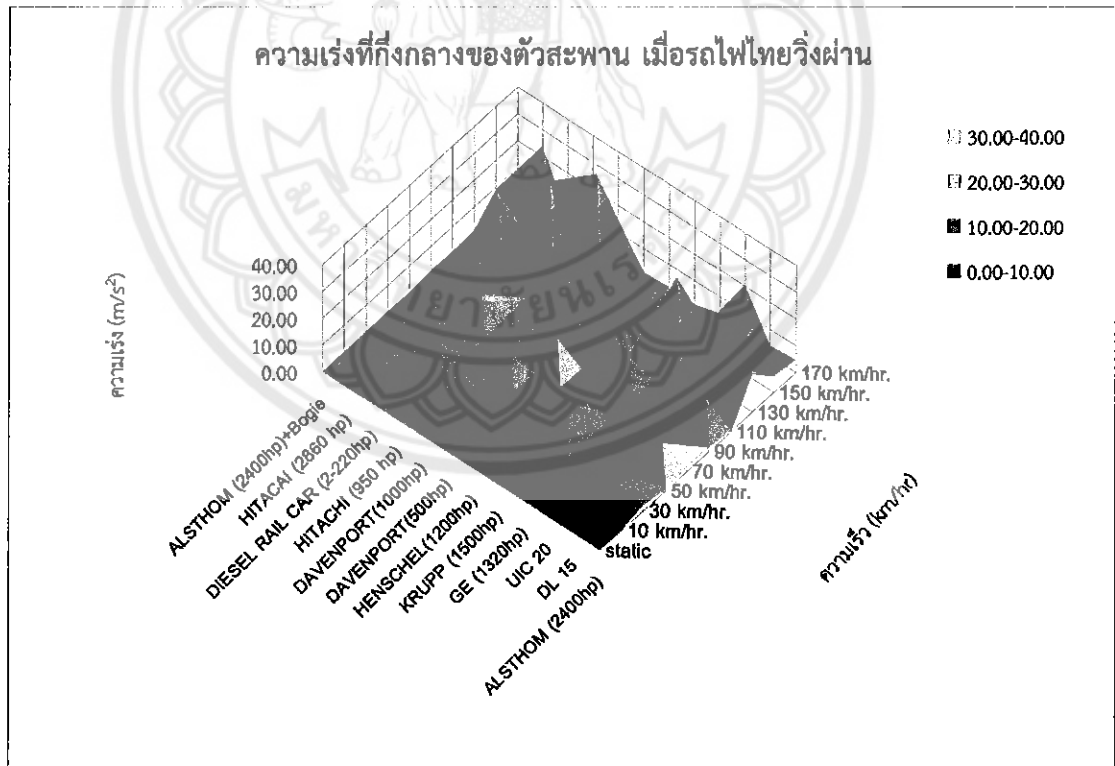 ความเร่งที่กึ่งกลางของตัวสะพาน เมื่อรถไฟไทยวิ่งผ่าน
30.00-40.00
20.00-30.00
10.00-20.00
0.00-10.00
ความเร่ง (m/s²)
40.00
30.00
20.00
10.00
0.00
ALSTHOM (2400hp)+Bogie
HITACAI (2860 hp)
DIESEL RAIL CAR (2-220hp)
HITACHI (950 hp)
DAVENPORT(1000hp)
DAVENPORT(500hp)
HENSCHEL(1200hp)
KRUPP (1500hp)
GE (1320hp)
UIC 20
DL 15
ALSTHOM (2400hp)
170 km/hr.
150 km/hr.
130 km/hr.
110 km/hr.
90 km/hr.
70 km/hr.
50 km/hr.
30 km/hr.
10 km/hr.
static
ความเร็ว (km/hr)